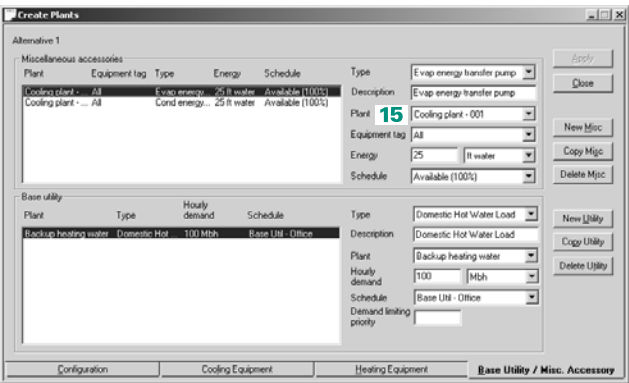 Create Plants
Alternative 1
Miscellaneous accessories
Plant Equipment tag Type Energy Schedule
Cooling plant - ... All Evap energy... 25 ft water Available (100%)
Cooling plant - ... All Cond energy... 25 ft water Available (100%)
Type Evap energy transfer pump
Description Evap energy transfer pump
Plant 15 Cooling plant - 001
Equipment tag All
Energy 25 ft water
Schedule Available (100%)
Apply
Close
New Misc
Copy Misc
Delete Misc
Base utility
Plant Type Hourly demand Schedule
Backup heating water Domestic Hot ... 100 Mbh Base Util - Office
Type Domestic Hot Water Load
Description Domestic Hot Water Load
Plant Backup heating water
Hourly demand 100 Mbh
Schedule Base Util - Office
Demand limiting priority
New Utility
Copy Utility
Delete Utility
Configuration Cooling Equipment Heating Equipment Base Utility / Misc. Accessory